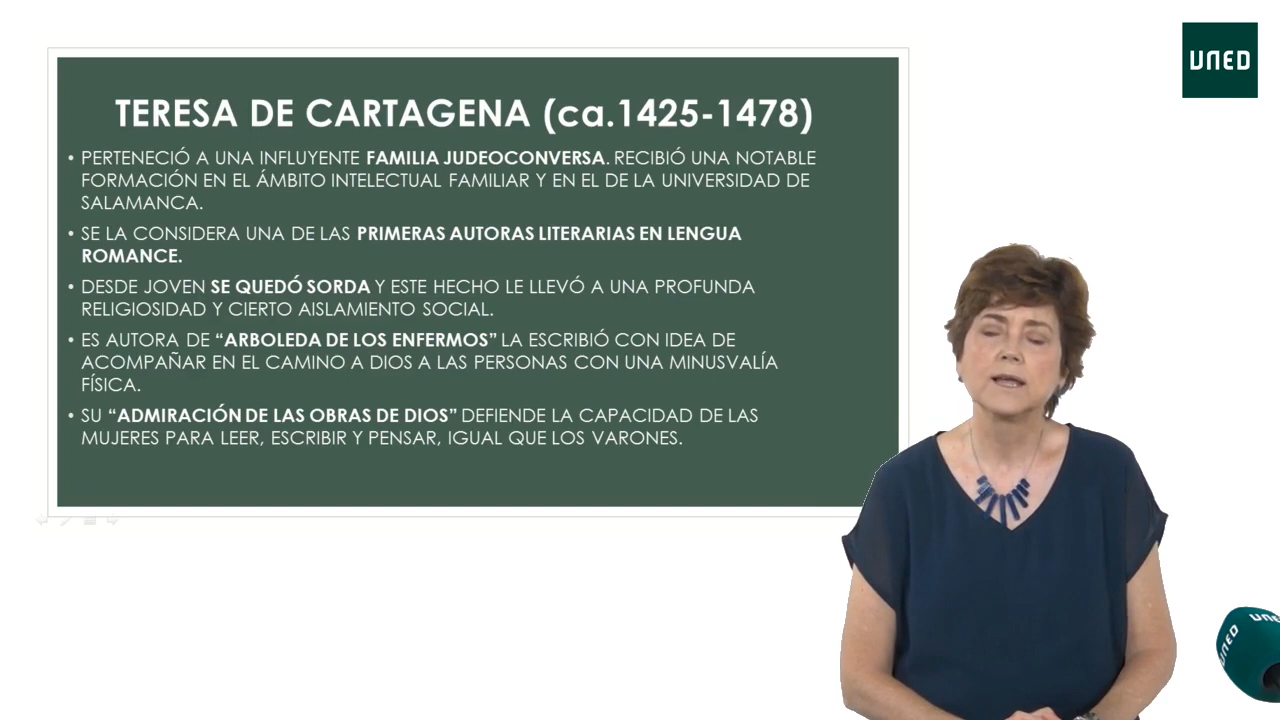 UNED
TERESA DE CARTAGENA (ca.1425-1478)
• PERTENECIÓ A UNA INFLUYENTE FAMILIA JUDEOCONVERSA. RECIBIÓ UNA NOTABLE
FORMACIÓN EN EL ÁMBITO INTELECTUAL FAMILIAR Y EN EL DE LA UNIVERSIDAD DE
SALAMANCA.
• SE LA CONSIDERA UNA DE LAS PRIMERAS AUTORAS LITERARIAS EN LENGUA
ROMANCE.
• DESDE JOVEN SE QUEDÓ SORDA Y ESTE HECHO LE LLEVÓ A UNA PROFUNDA
RELIGIOSIDAD Y CIERTO AISLAMIENTO SOCIAL.
• ES AUTORA DE “ARBOLEDA DE LOS ENFERMOS” LA ESCRIBIÓ CON IDEA DE
ACOMPAÑAR EN EL CAMINO A DIOS A LAS PERSONAS CON UNA MINUSVALÍA
FÍSICA.
• SU “ADMIRACIÓN DE LAS OBRAS DE DIOS” DEFIENDE LA CAPACIDAD DE LAS
MUJERES PARA LEER, ESCRIBIR Y PENSAR, IGUAL QUE LOS VARONES.
UNED